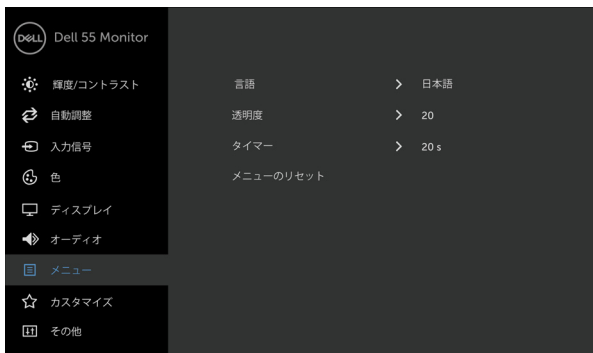 DELL Dell 55 Monitor
輝度/コントラスト
自動調整
入力信号
色
ディスプレイ
オーディオ
メニュー
カスタマイズ
その他
言語 > 日本語
透明度 > 20
タイマー > 20 s
メニューのリセット